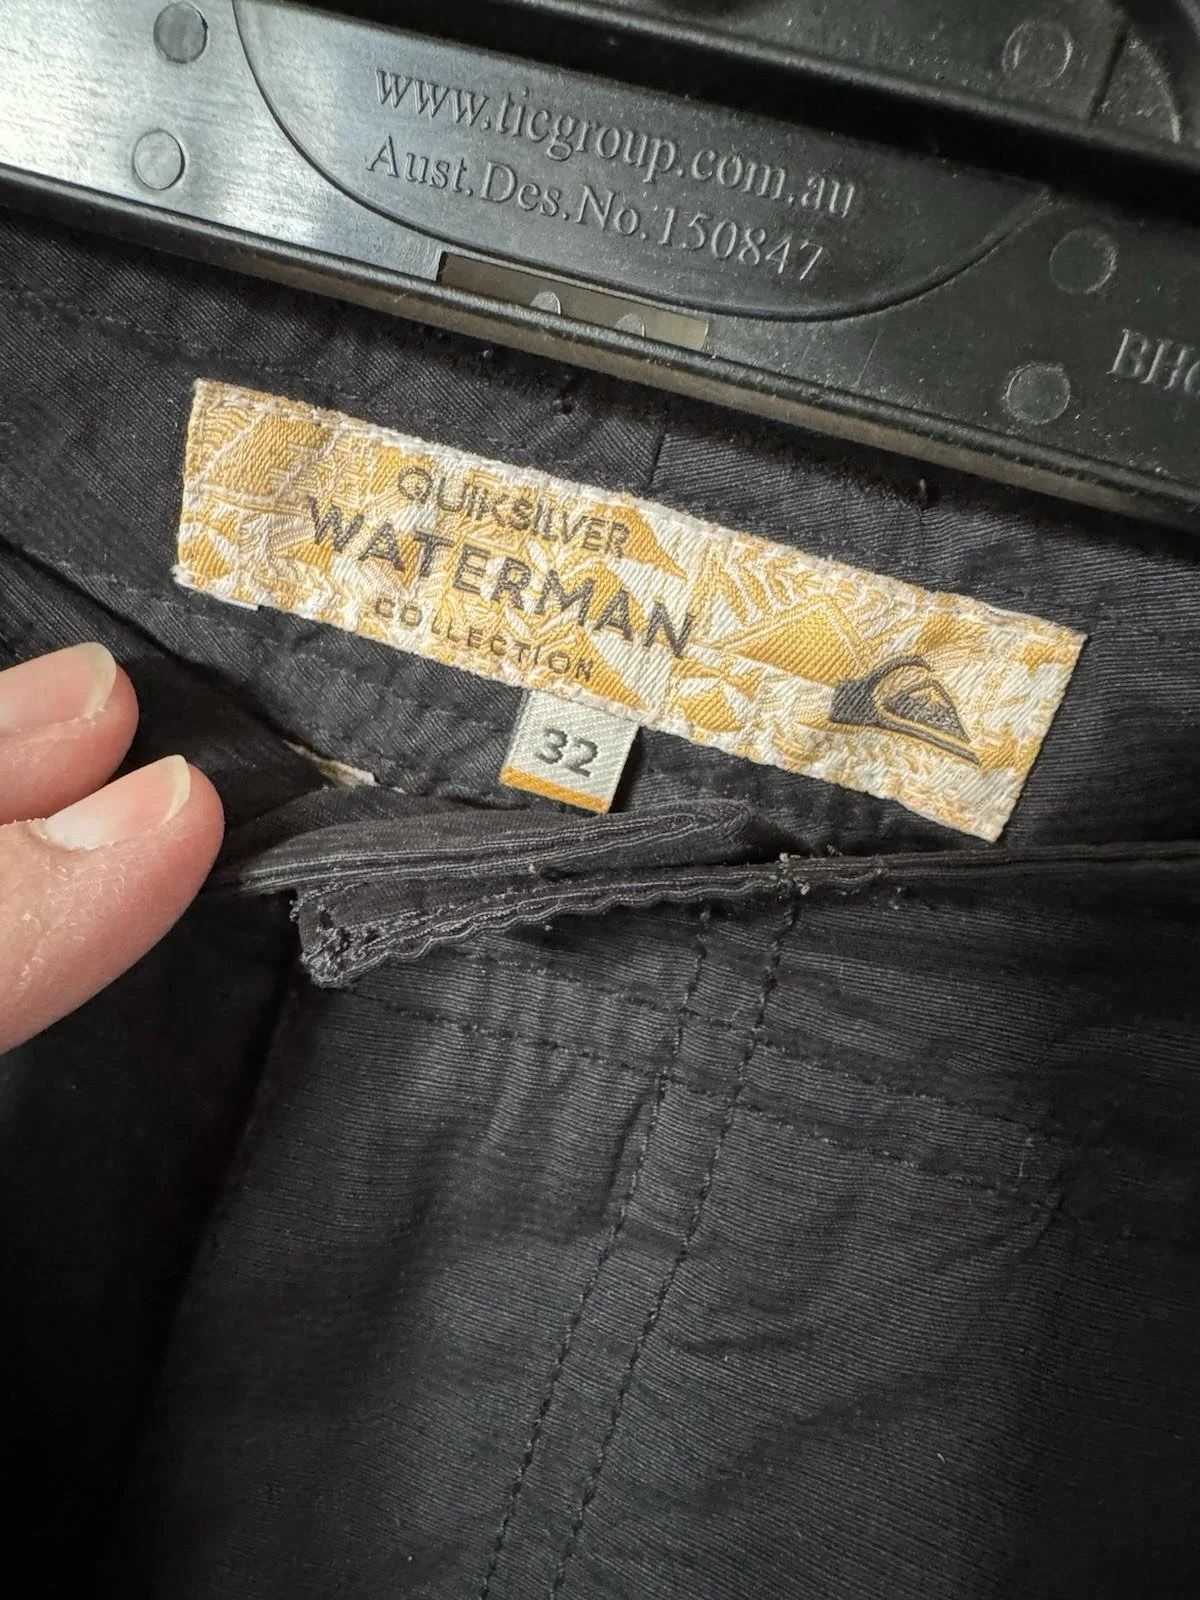 www.ticgroup.com.au
Aust.Des.No.150847
QUIKSILVER
WATERMAN
COLLECTION
32